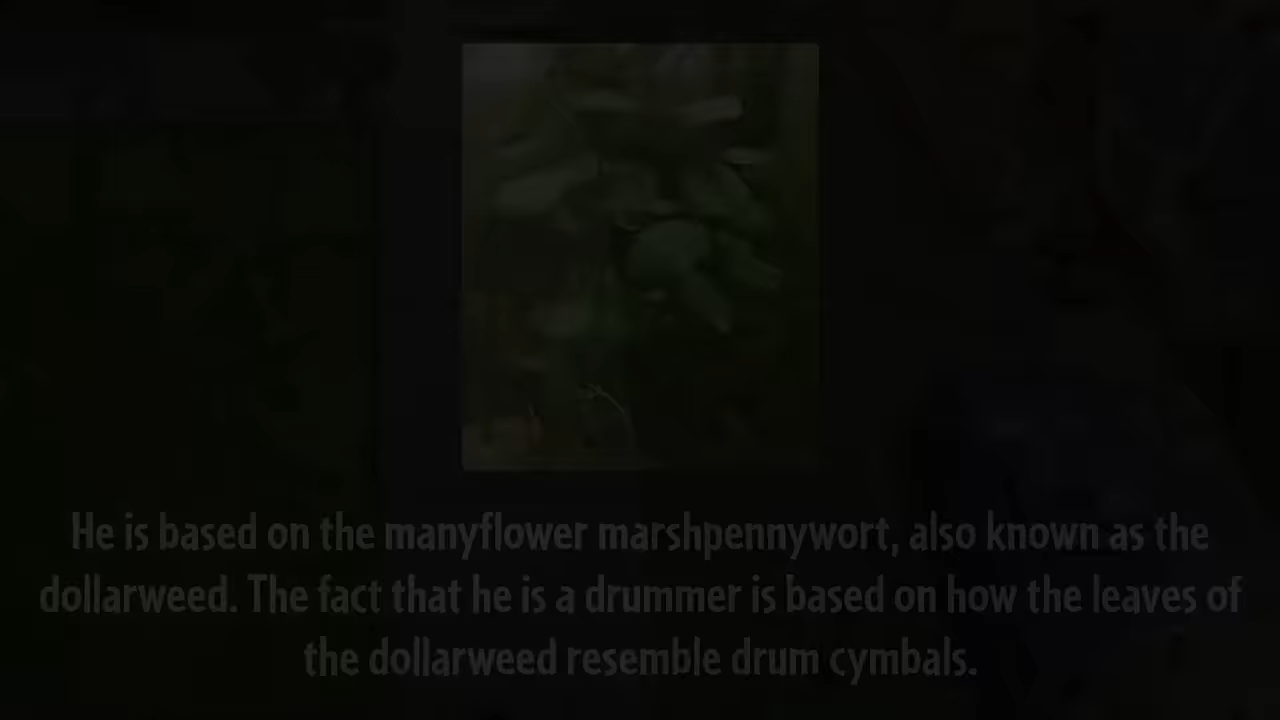 He is based on the manyflower marshpennywort, also known as the
dollarweed. The fact that he is a drummer is based on how the leaves of
the dollarweed resemble drum cymbals.